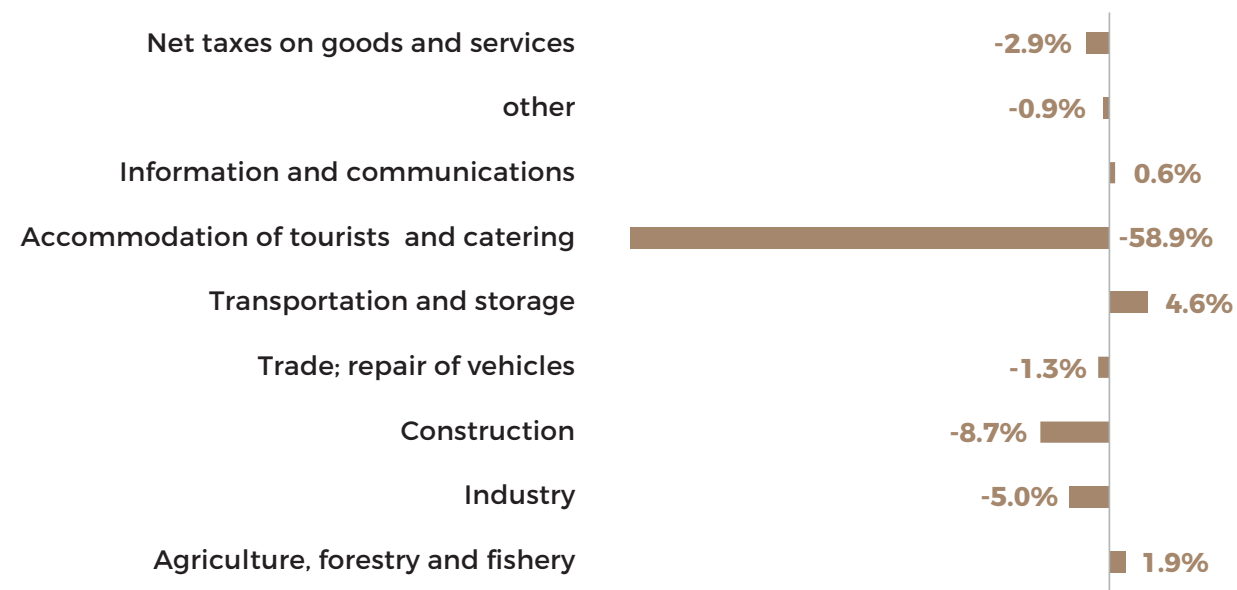 Net taxes on goods and services -2.9%
other -0.9%
Information and communications 0.6%
Accommodation of tourists and catering -58.9%
Transportation and storage 4.6%
Trade; repair of vehicles -1.3%
Construction -8.7%
Industry -5.0%
Agriculture, forestry and fishery 1.9%